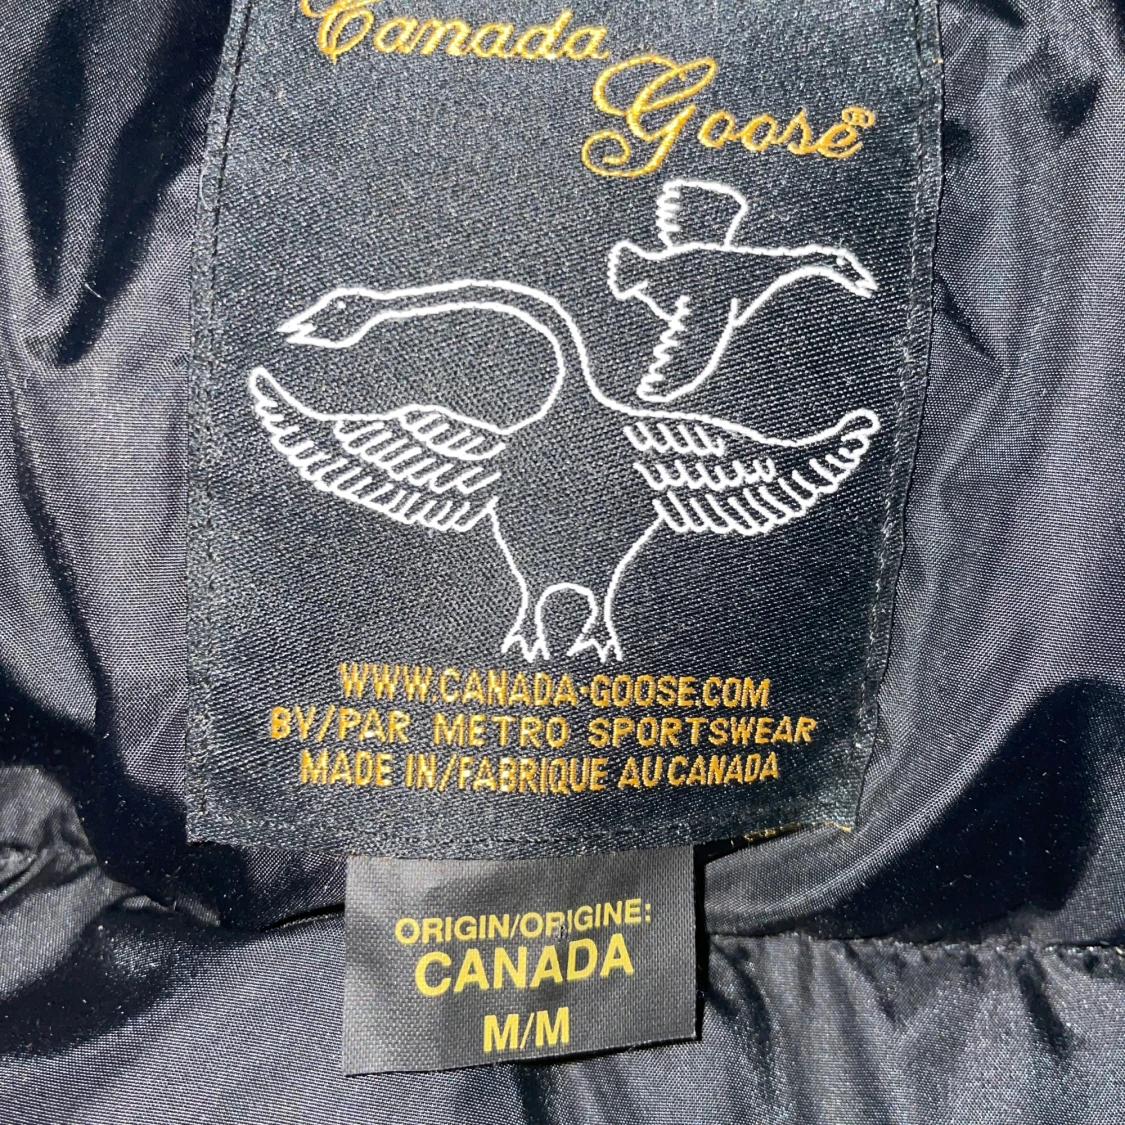 Canada
Goose®
WWW.CANADA-GOOSE.COM
BY/PAR METRO SPORTSWEAR
MADE IN/FABRIQUE AU CANADA
ORIGIN/ORIGINE:
CANADA
M/M